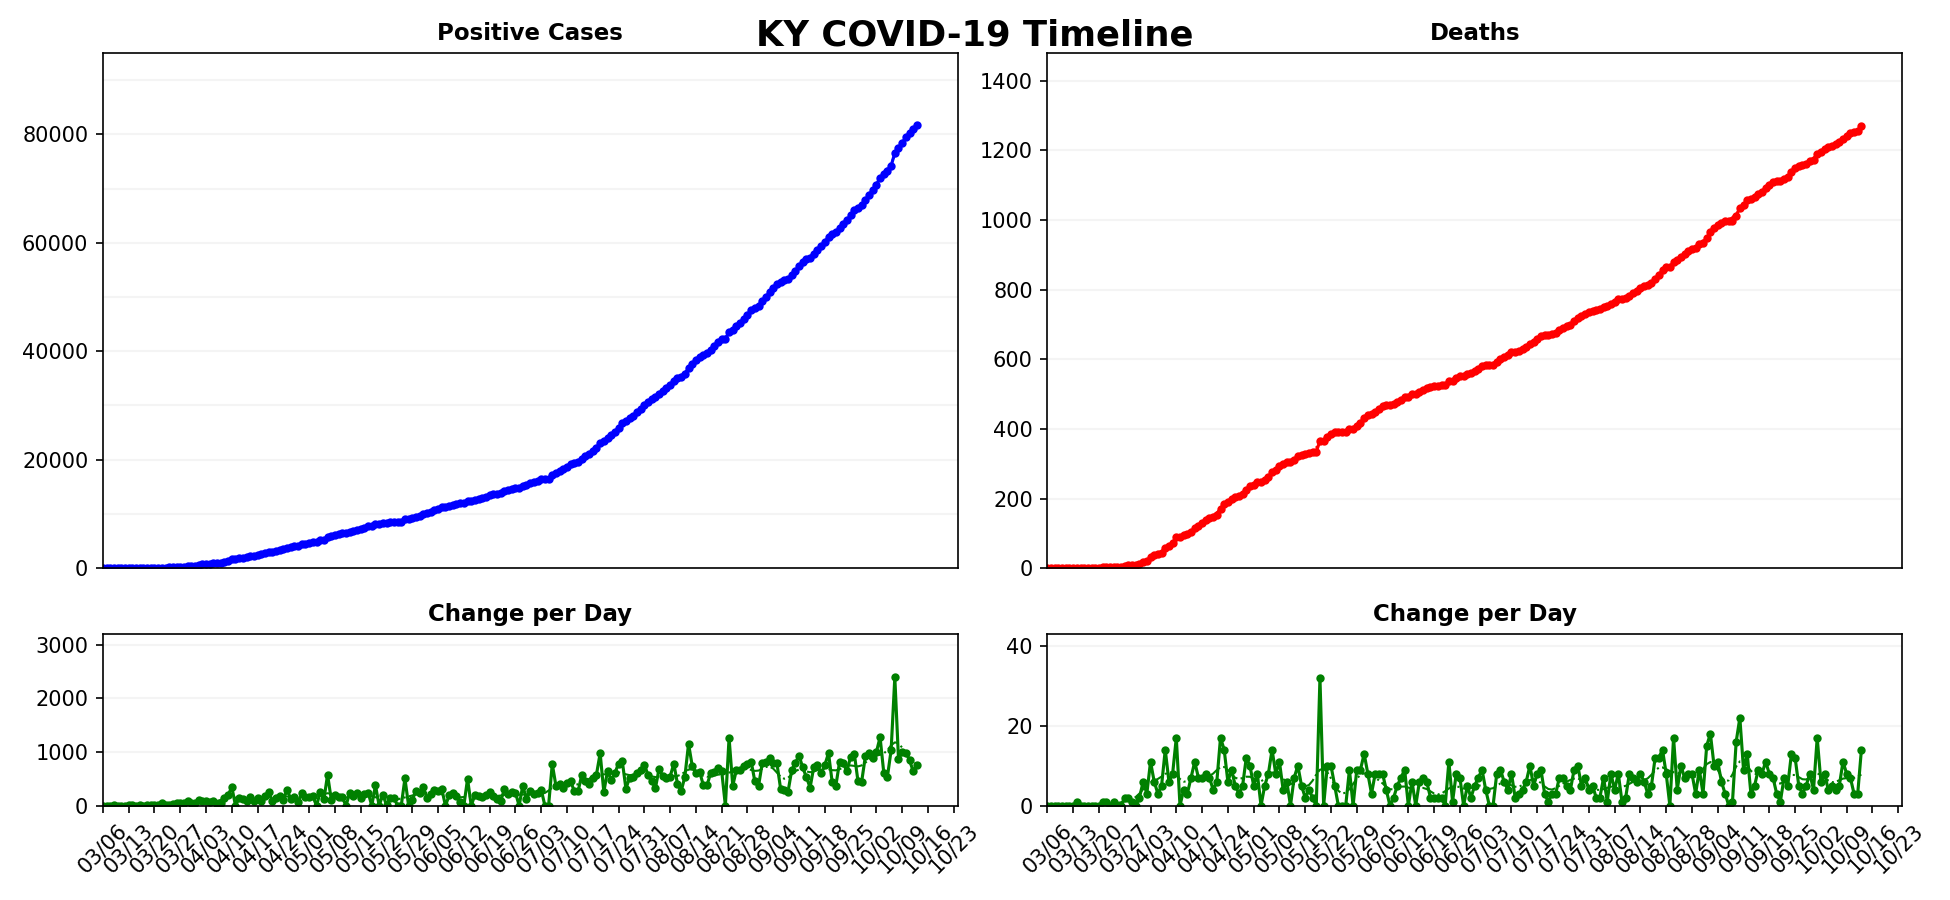 KY COVID-19 Timeline
Positive Cases
80000
60000
40000
20000
0
Deaths
1400
1200
1000
800
600
400
200
0
Change per Day
3000
2000
1000
0
03/06 03/13 03/20 03/27 04/03 04/10 04/17 04/24 05/01 05/08 05/15 05/22 05/29 06/05 06/12 06/19 06/26 07/03 07/10 07/17 07/24 07/31 08/07 08/14 08/21 08/28 09/04 09/11 09/18 09/25 10/02 10/09 10/16 10/23
Change per Day
40
20
0
03/06 03/13 03/20 03/27 04/03 04/10 04/17 04/24 05/01 05/08 05/15 05/22 05/29 06/05 06/12 06/19 06/26 07/03 07/10 07/17 07/24 07/31 08/07 08/14 08/21 08/28 09/04 09/11 09/18 09/25 10/02 10/09 10/16 10/23